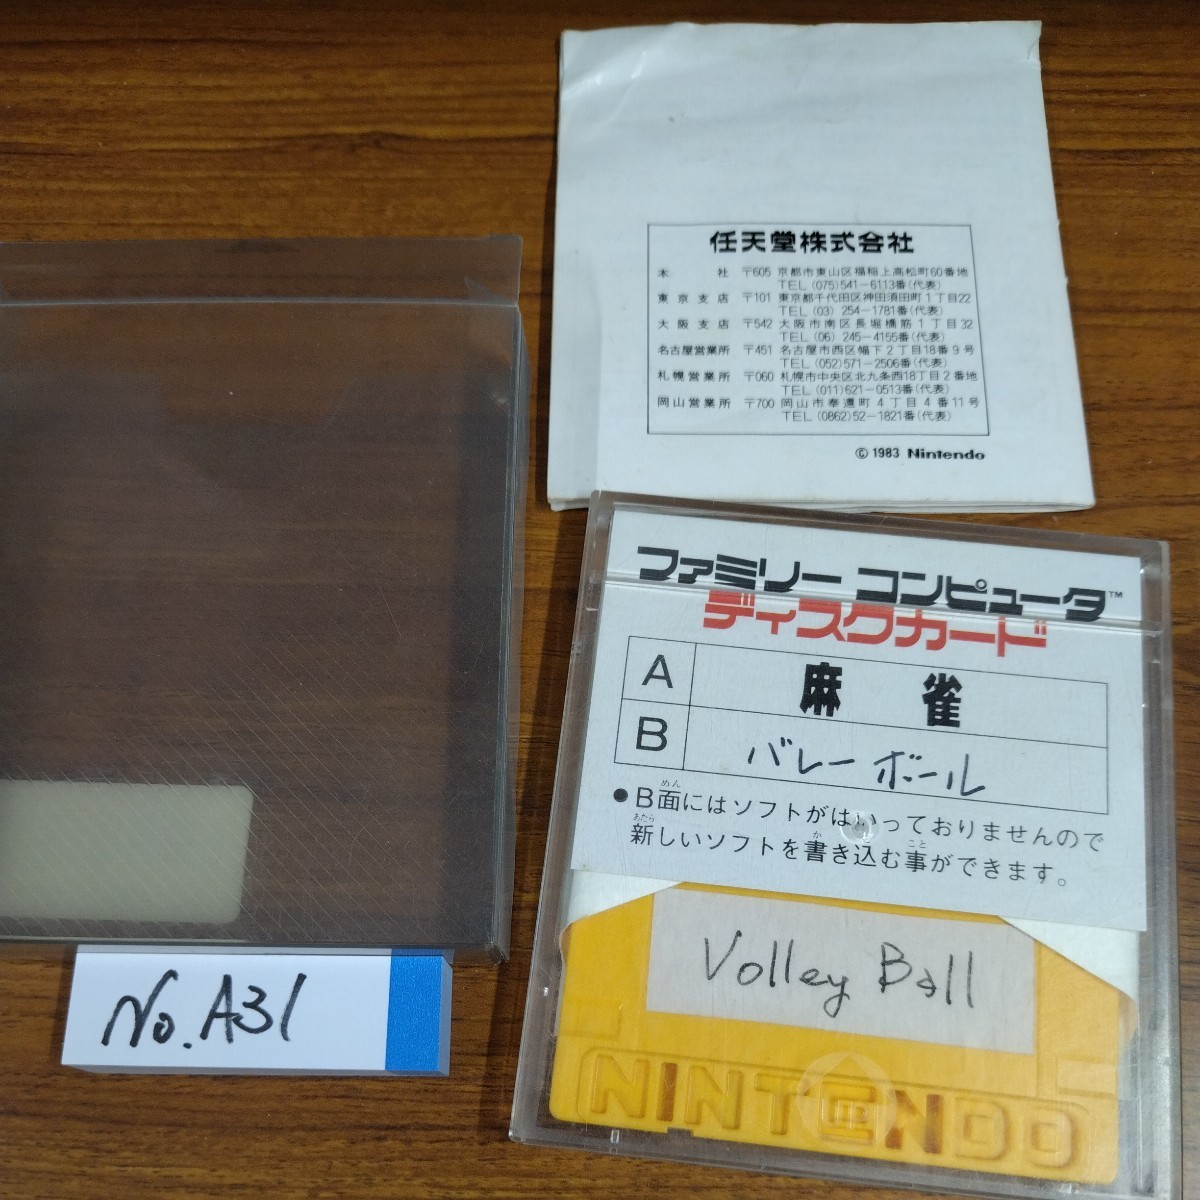 任天堂株式会社
本社 〒605 京都市東山区福稲上高松町60番地
TEL (075)541-6113番(代表)
東京支店 〒101 東京都千代田区神田須田町1丁目22
TEL (03) 254-1781番(代表)
大阪支店 〒542 大阪市南区長堀橋筋1丁目32
TEL (06) 245-4155番(代表)
名古屋営業所 〒451 名古屋市西区幅下2丁目18番9号
TEL (052)571-2506番(代表)
札幌営業所 〒060 札幌市中央区北九条西18丁目2番地
TEL (011)621-0513番(代表)
岡山営業所 〒700 岡山市奉還町4丁目4番11号
TEL (0862)52-1821番(代表)
© 1983 Nintendo
ファミリー コンピュータ™
ディスクカード
A 麻雀
B バレーボール
●B面にはソフトがはいっておりませんので
新しいソフトを書き込む事ができます。
Volley Ball
NINTENDO
No. A31